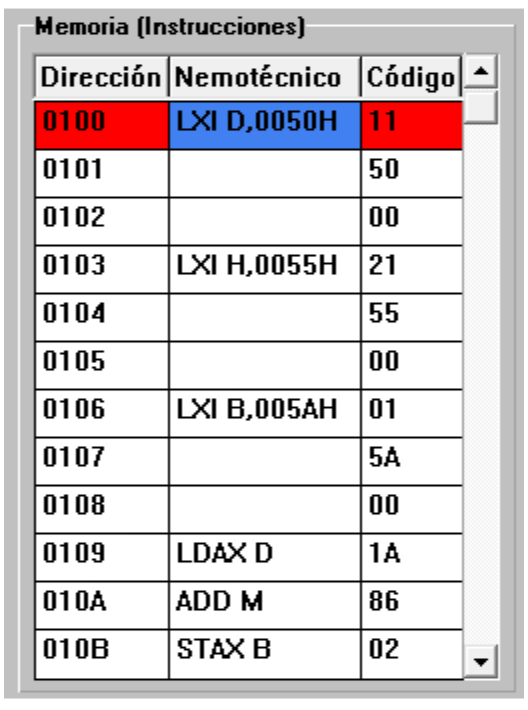 Memoria (Instrucciones)
Dirección Nemotécnico Código
0100 LXI D,0050H 11
0101 50
0102 00
0103 LXI H,0055H 21
0104 55
0105 00
0106 LXI B,005AH 01
0107 5A
0108 00
0109 LDAX D 1A
010A ADD M 86
010B STAX B 02